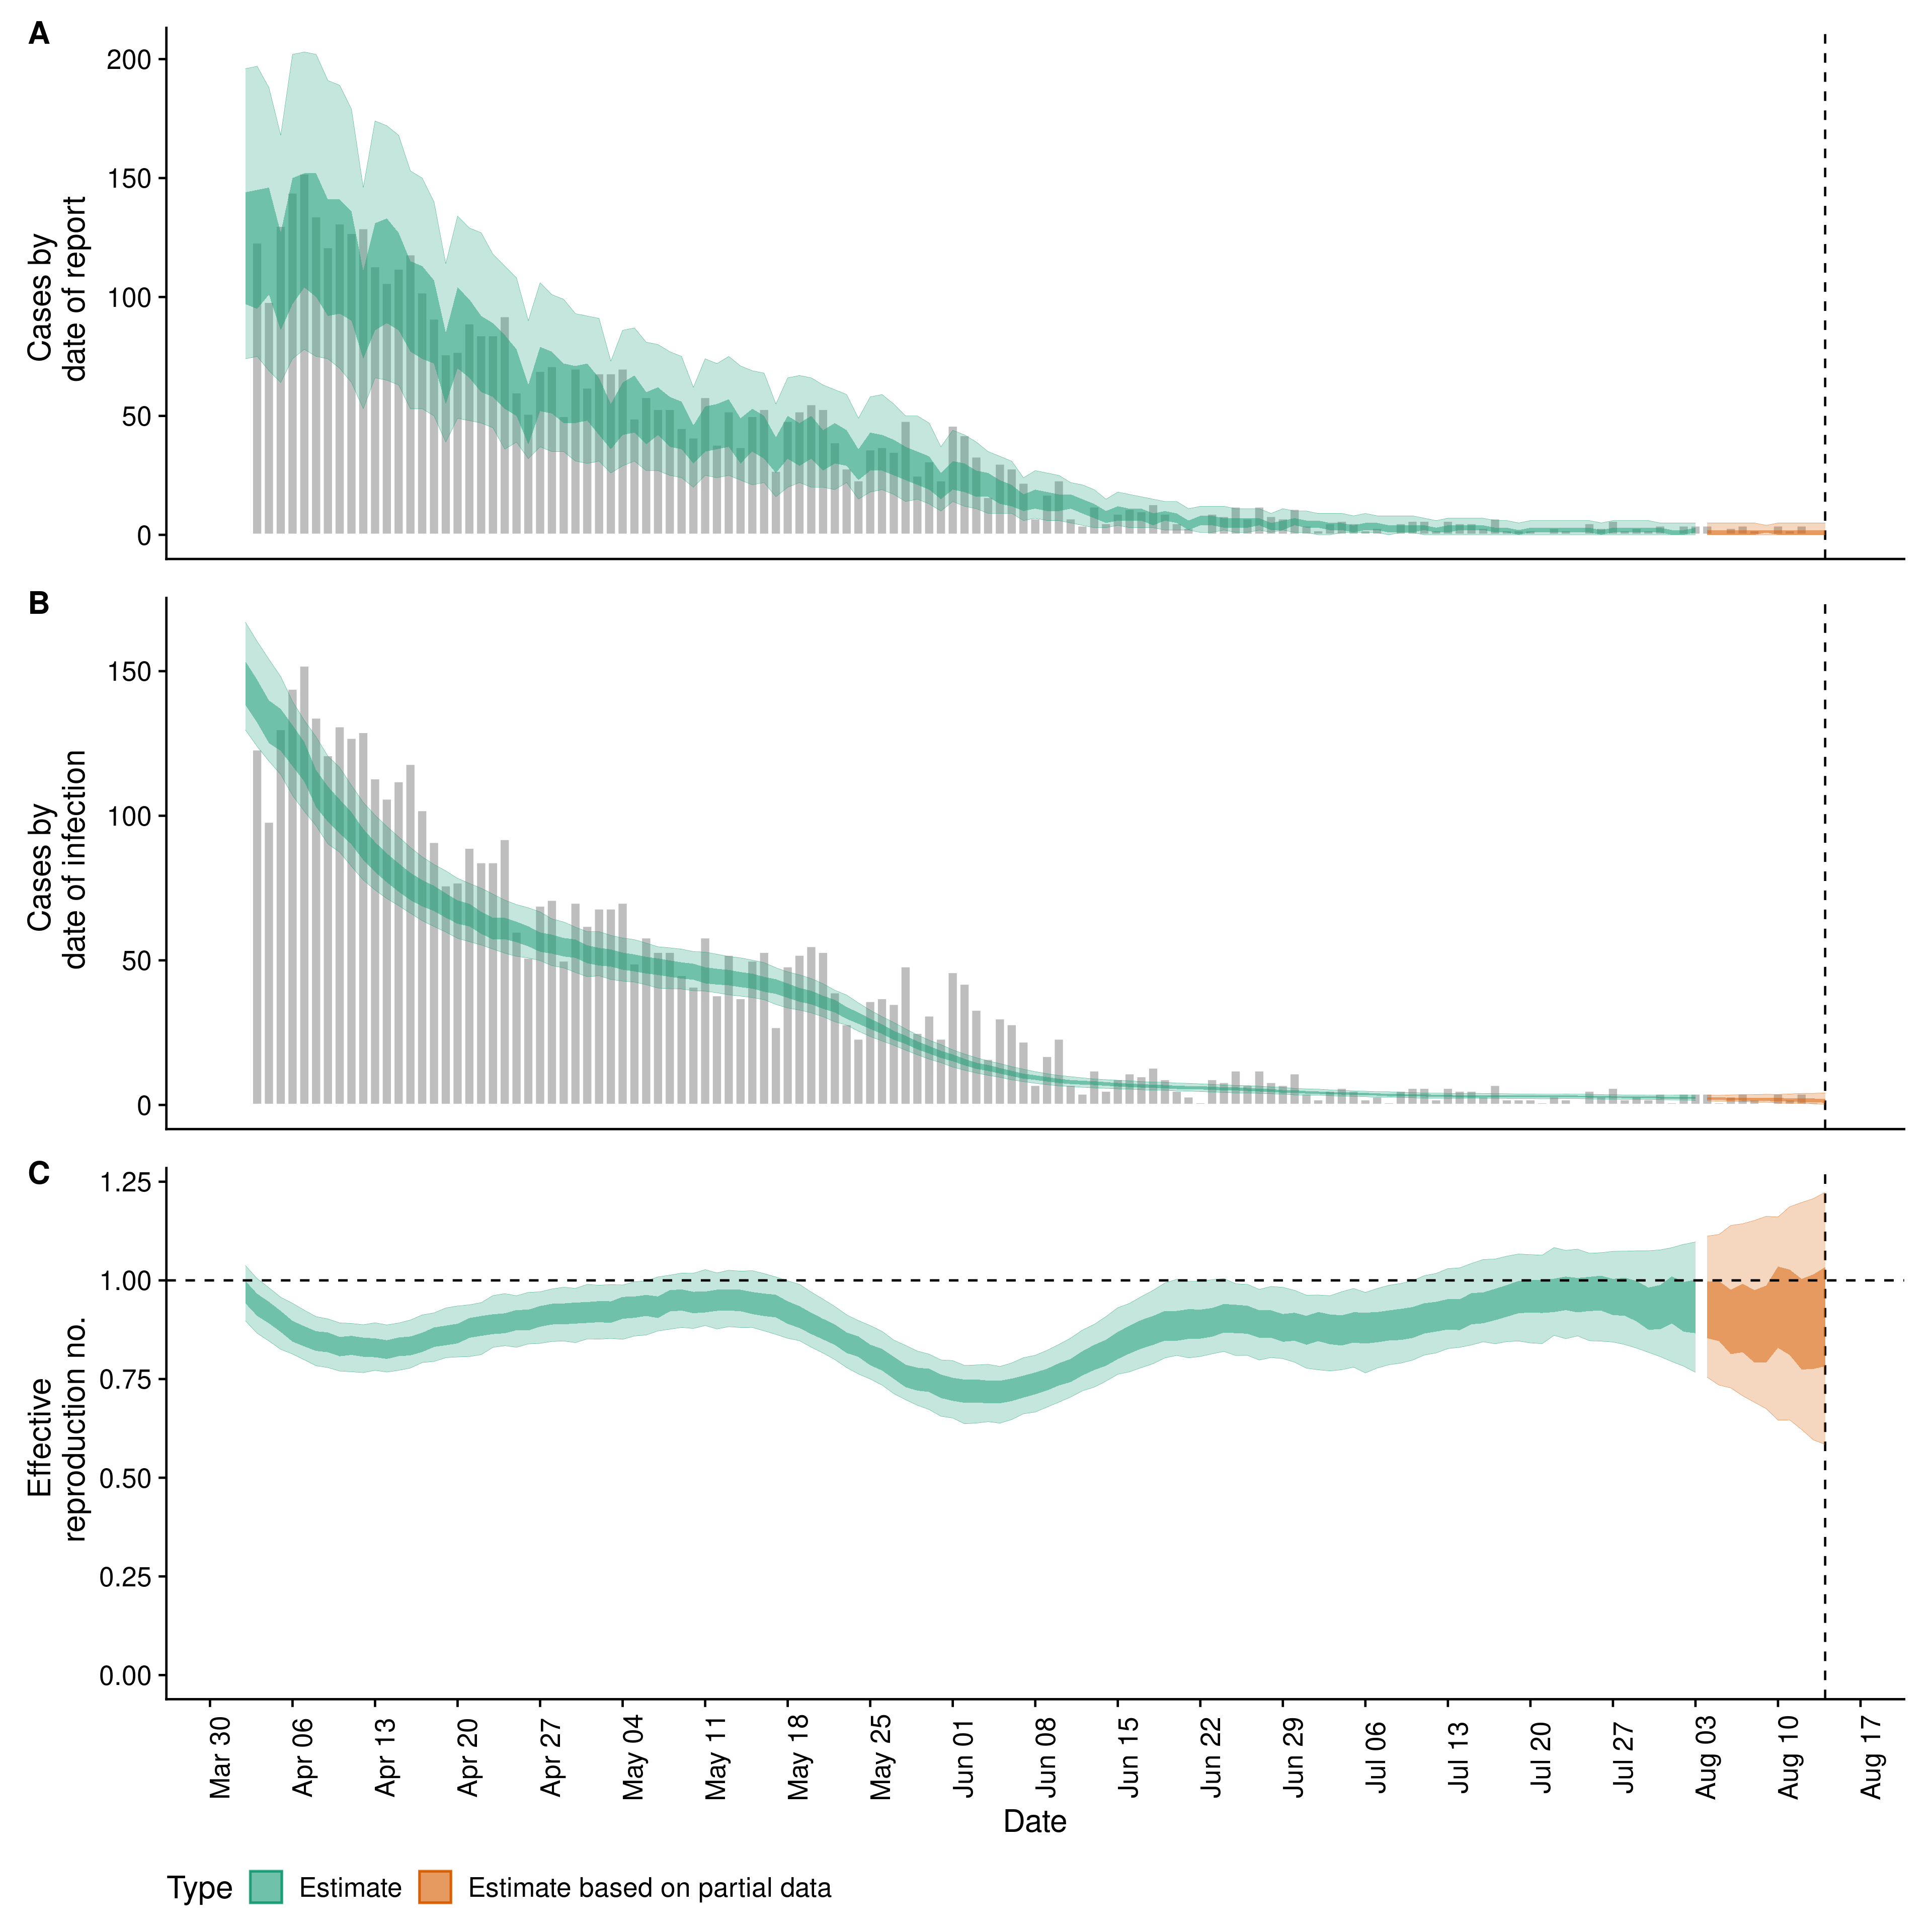 A
200
150
100
50
0
Cases by
date of report
B
150
100
50
0
Cases by
date of infection
C
1.25
1.00
0.75
0.50
0.25
0.00
Effective
reproduction no.
Mar 30
Apr 06
Apr 13
Apr 20
Apr 27
May 04
May 11
May 18
May 25
Jun 01
Jun 08
Jun 15
Jun 22
Jun 29
Jul 06
Jul 13
Jul 20
Jul 27
Aug 03
Aug 10
Aug 17
Date
Type Estimate Estimate based on partial data